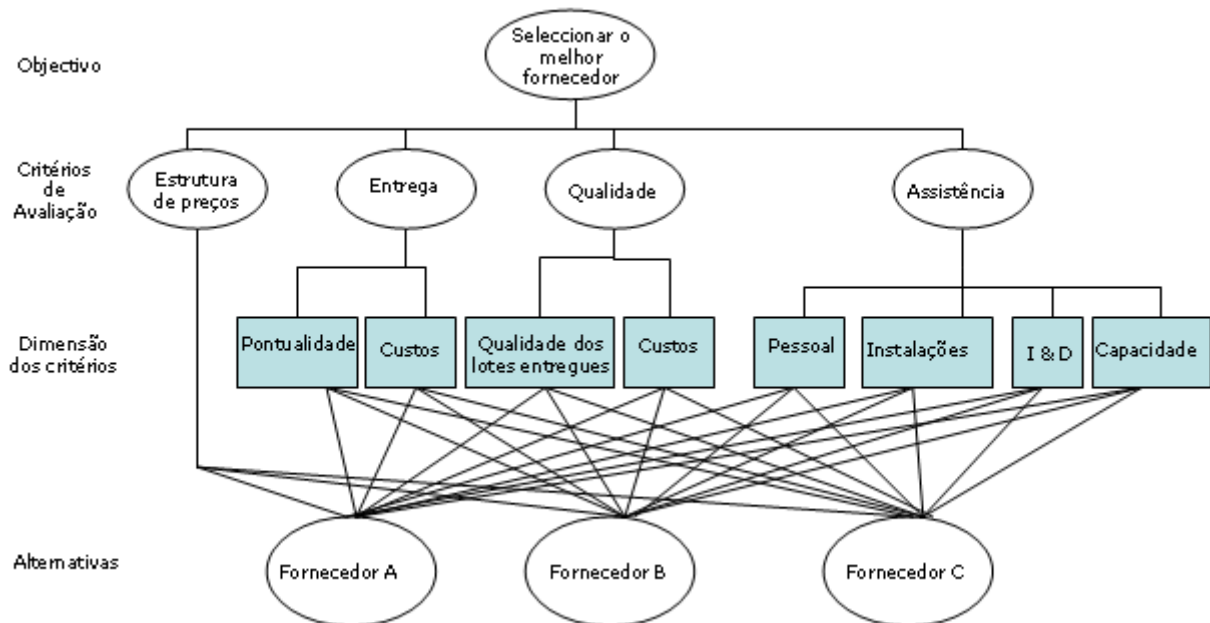 Objectivo
Seleccionar o
melhor
fornecedor
Critérios
de
Avaliação
Estrutura
de preços
Entrega
Qualidade
Assistência
Dimensão
dos critérios
Pontualidade
Custos
Qualidade dos
lotes entregues
Custos
Pessoal
Instalações
I & D
Capacidade
Alternativas
Fornecedor A
Fornecedor B
Fornecedor C